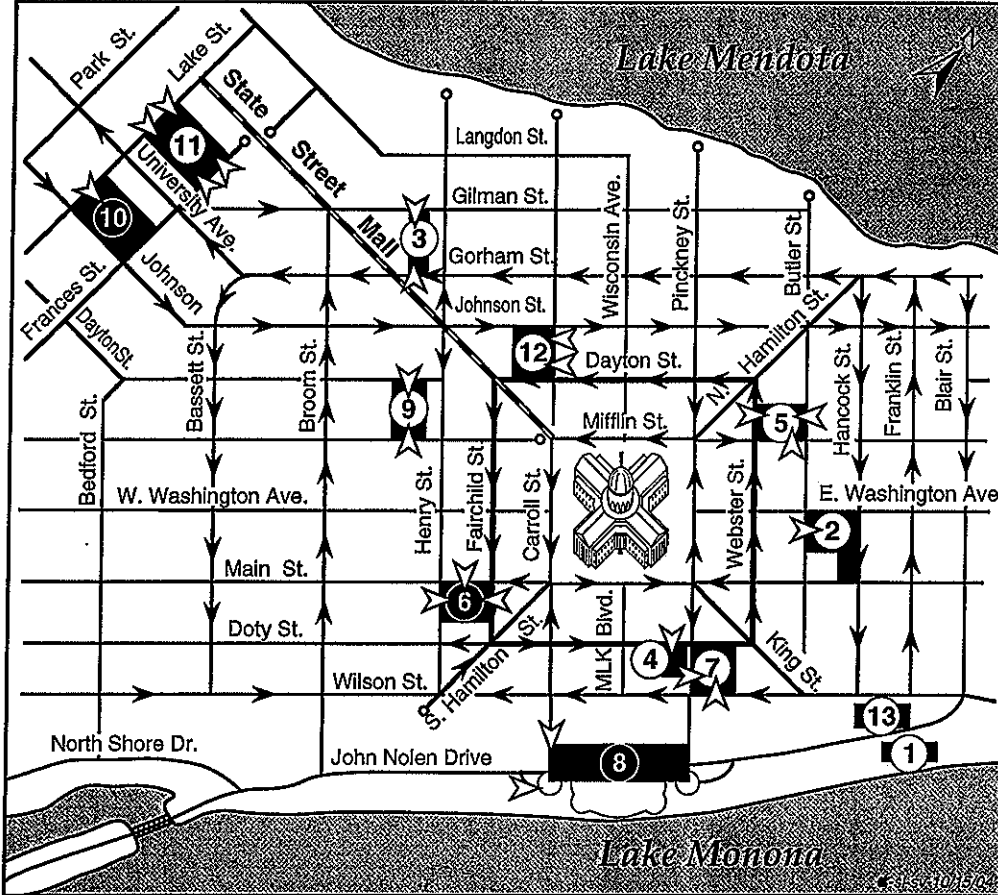 Park St.
Lake St.
State Street Mall
Lake Mendota
Langdon St.
Gilman St.
Gorham St.
Johnson St.
University Ave.
Johnson
Frances St.
Dayton St.
Bedford St.
Bassett St.
Broom St.
Henry St.
Fairchild St.
Carroll St.
Wisconsin Ave.
Pinckney St.
Butler St.
N. Hamilton St.
Hancock St.
Franklin St.
Blair St.
Dayton St.
Mifflin St.
Webster St.
W. Washington Ave.
E. Washington Ave
Main St.
Doty St.
MLK Blvd.
King St.
Wilson St.
S. Hamilton St.
North Shore Dr.
John Nolen Drive
Lake Monona
11
10
3
12
9
5
2
6
4
7
8
13
1